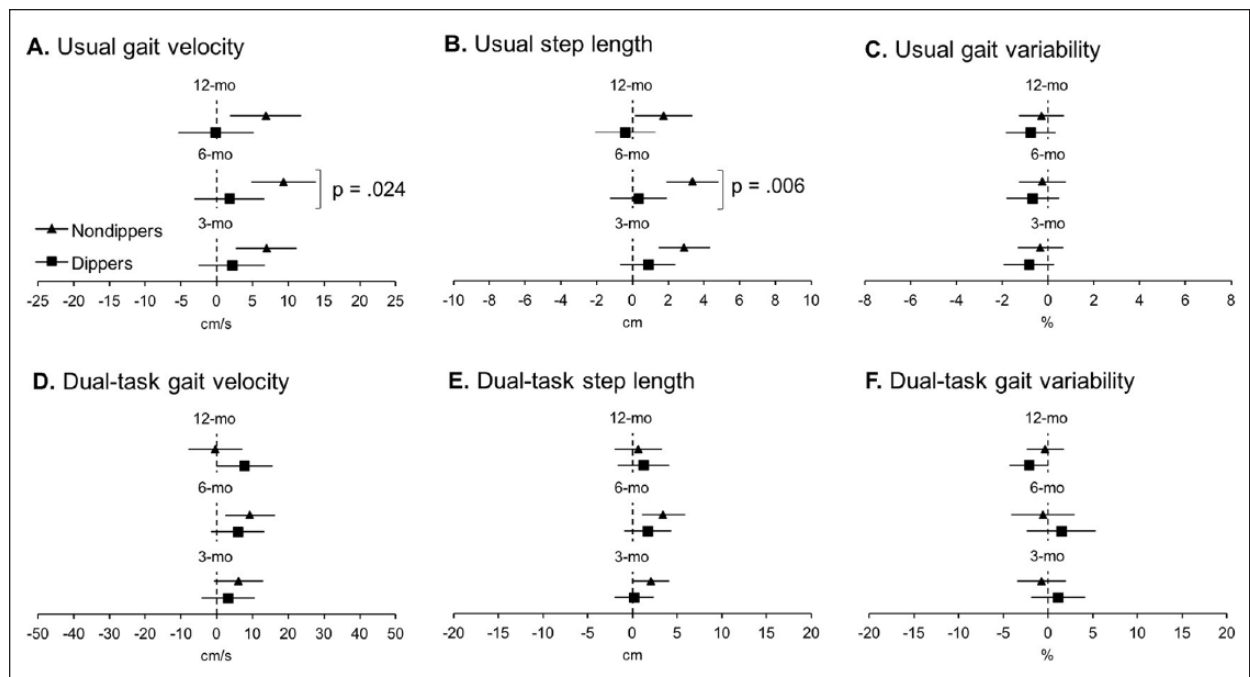 A. Usual gait velocity
12-mo
6-mo
p = .024
3-mo
Nondippers
Dippers
-25 -20 -15 -10 -5 0 5 10 15 20 25
cm/s
B. Usual step length
12-mo
6-mo
p = .006
3-mo
-10 -8 -6 -4 -2 0 2 4 6 8 10
cm
C. Usual gait variability
12-mo
6-mo
3-mo
-8 -6 -4 -2 0 2 4 6 8
%
D. Dual-task gait velocity
12-mo
6-mo
3-mo
-50 -40 -30 -20 -10 0 10 20 30 40 50
cm/s
E. Dual-task step length
12-mo
6-mo
3-mo
-20 -15 -10 -5 0 5 10 15 20
cm
F. Dual-task gait variability
12-mo
6-mo
3-mo
-20 -15 -10 -5 0 5 10 15 20
%